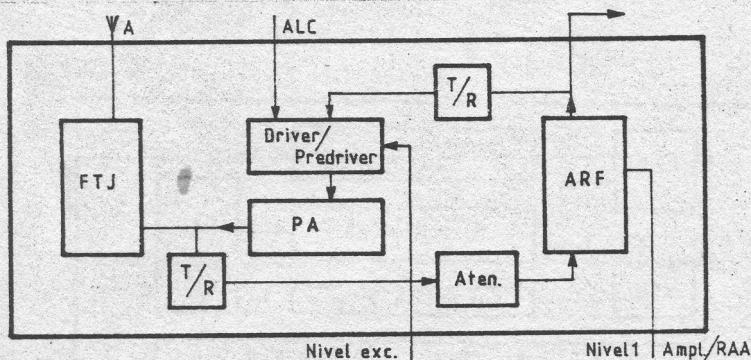 A
ALC
T/R
Driver/
Predriver
FTJ
ARF
PA
T/R
Aten.
Nivel exc.
Nivel1
Ampl./RAA